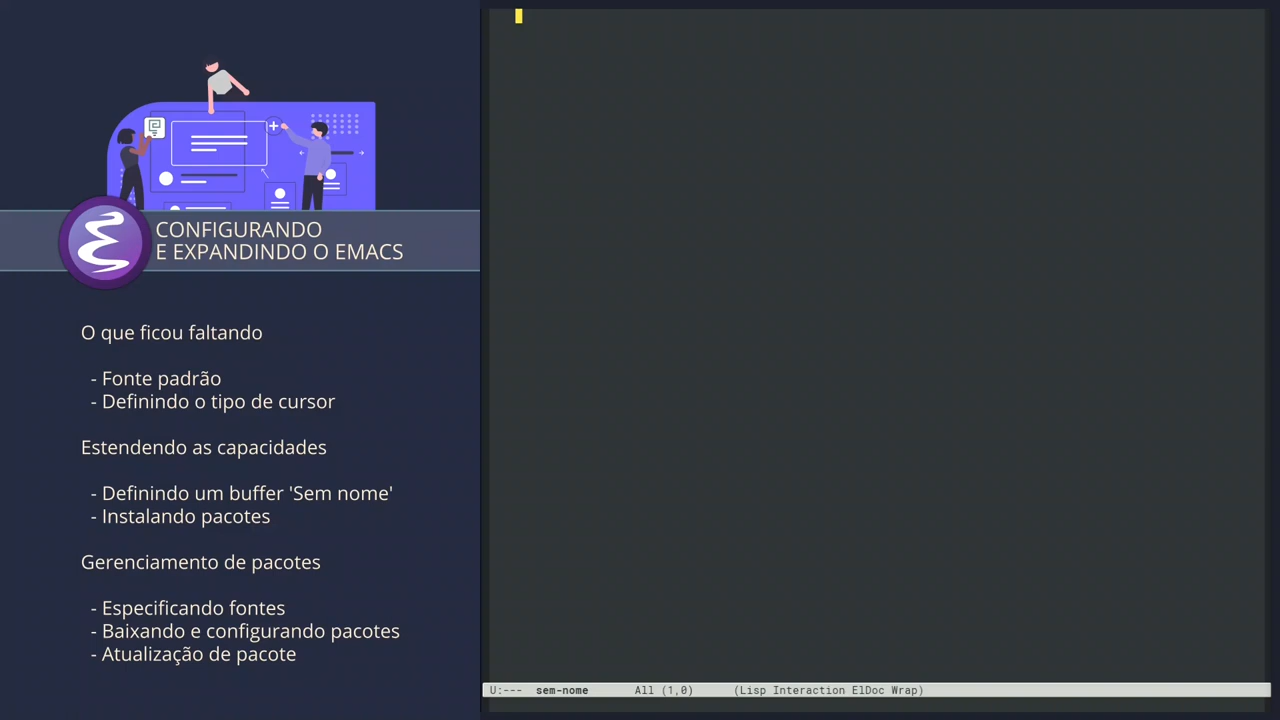 CONFIGURANDO
E EXPANDINDO O EMACS
O que ficou faltando
- Fonte padrão
- Definindo o tipo de cursor
Estendendo as capacidades
- Definindo um buffer 'Sem nome'
- Instalando pacotes
Gerenciamento de pacotes
- Especificando fontes
- Baixando e configurando pacotes
- Atualização de pacote
U:--- sem-nome All (1,0) (Lisp Interaction ElDoc Wrap)